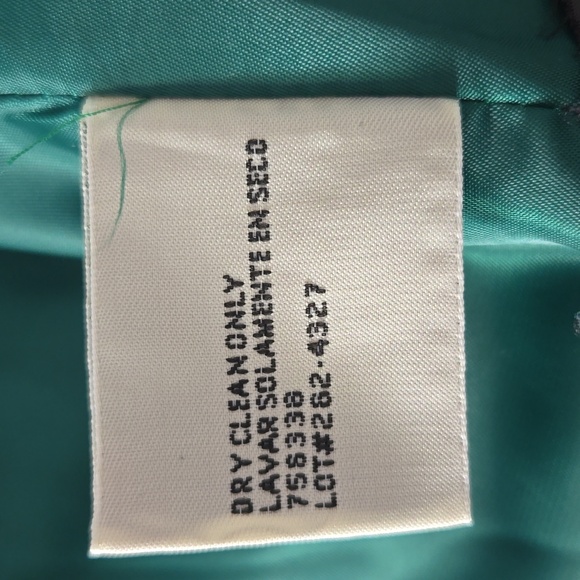 DRY CLEAN ONLY
LAVAR SOLAMENTE EN SECO
756338
LOT#262-4327